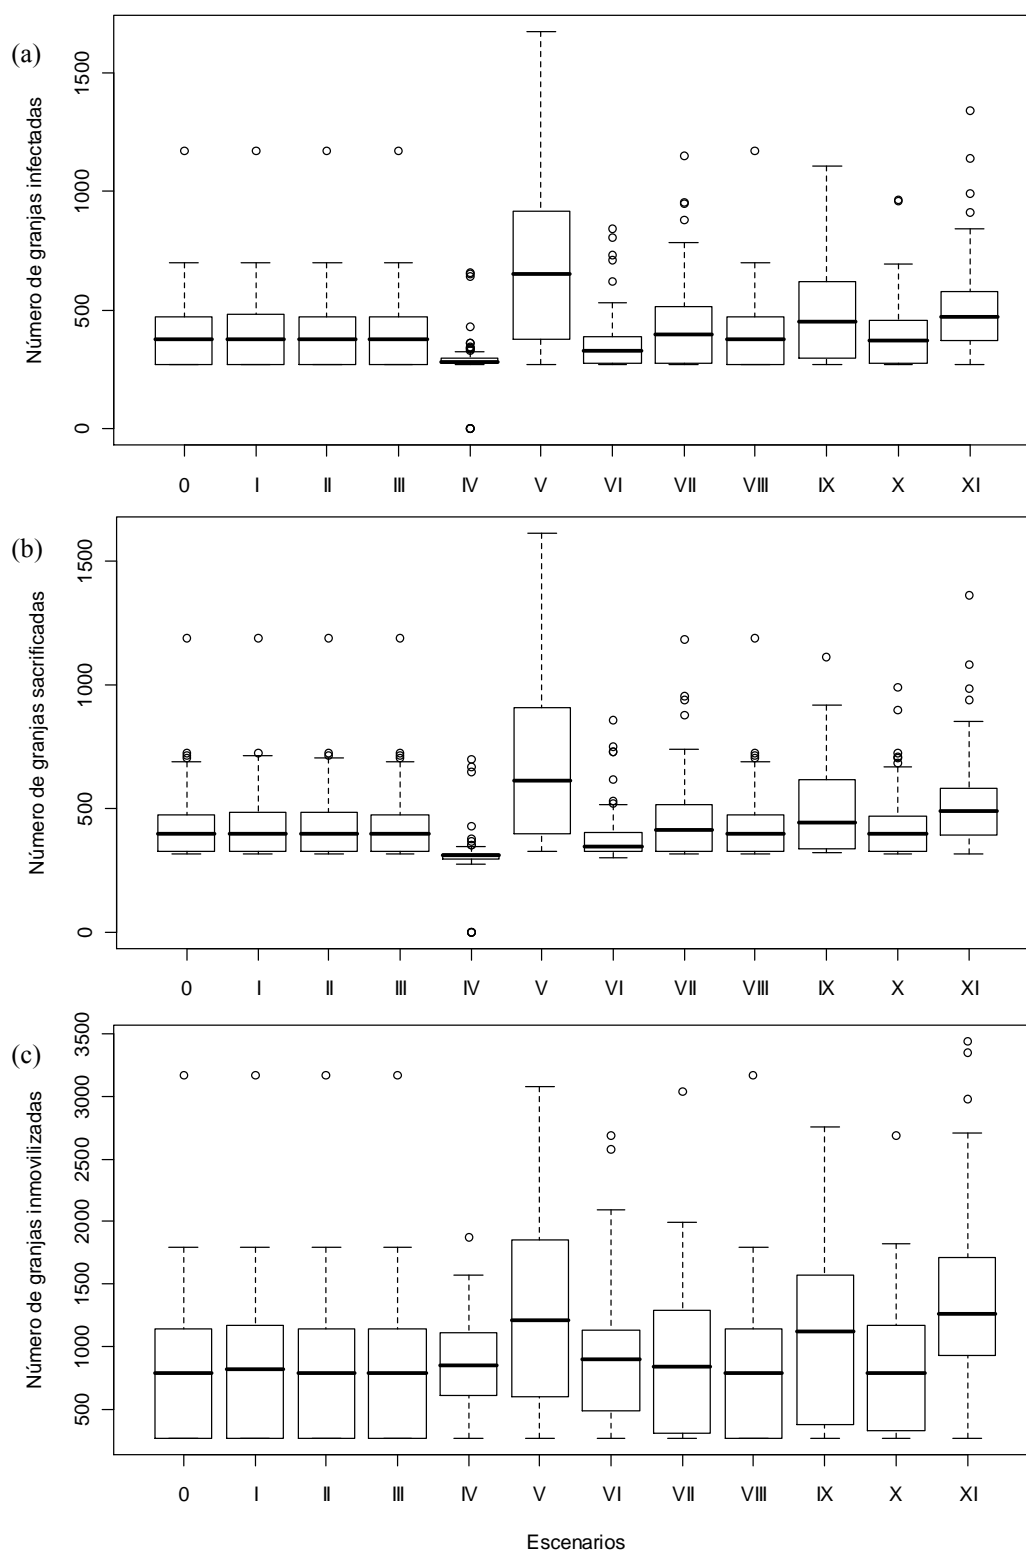 (a)
Número de granjas infectadas
1500
1000
500
0
0 I II III IV V VI VII VIII IX X XI
(b)
Número de granjas sacrificadas
1500
1000
500
0
0 I II III IV V VI VII VIII IX X XI
(c)
Número de granjas inmovilizadas
3500
3000
2500
2000
1500
1000
500
0 I II III IV V VI VII VIII IX X XI
Escenarios